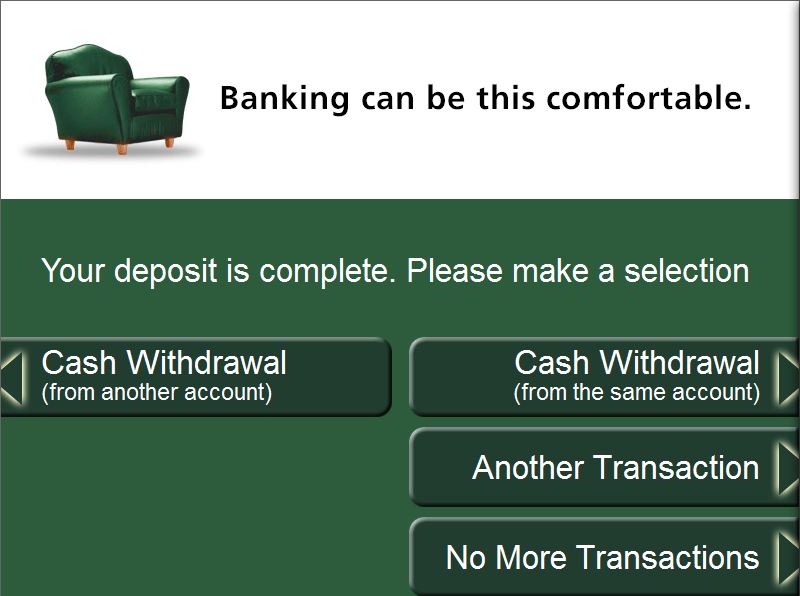 Banking can be this comfortable.
Your deposit is complete. Please make a selection
Cash Withdrawal
(from another account)
Cash Withdrawal
(from the same account)
Another Transaction
No More Transactions